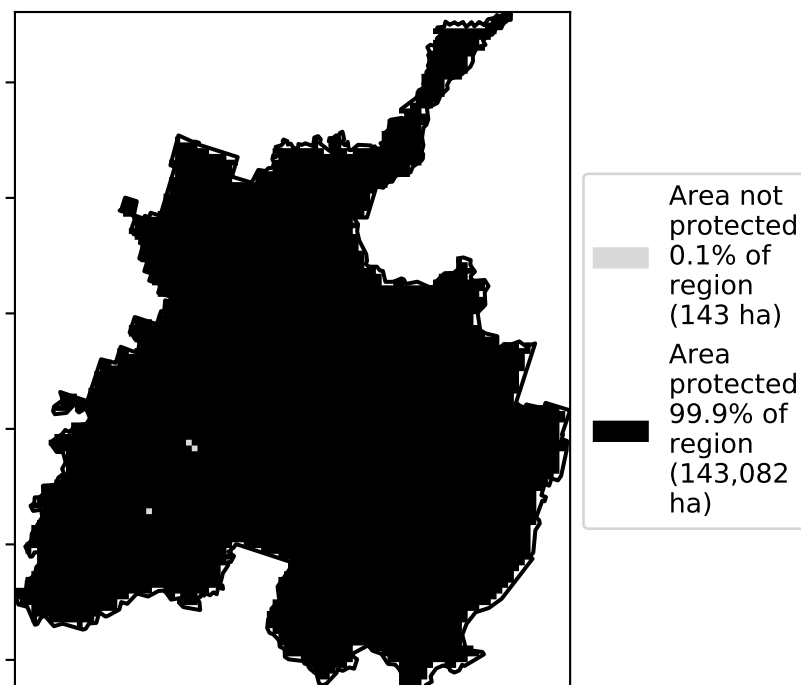 Area not
protected
0.1% of
region
(143 ha)
Area
protected
99.9% of
region
(143,082
ha)